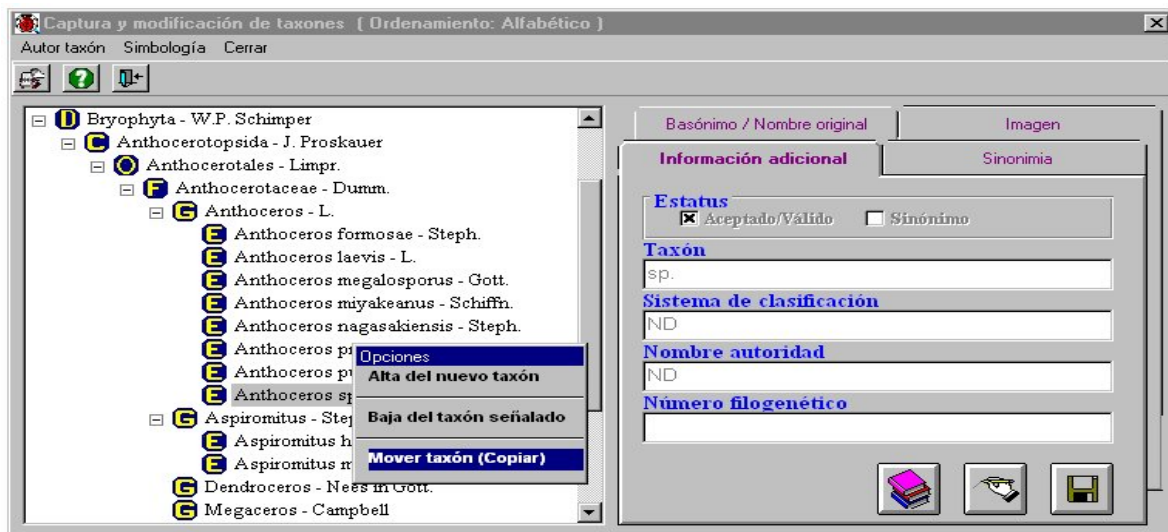 Captura y modificación de taxones ( Ordenamiento: Alfabético )
Autor taxón Simbología Cerrar
D Bryophyta - W.P. Schimper
C Anthocerotopsida - J. Proskauer
O Anthocerotales - Limpr.
F Anthocerotaceae - Dumm.
G Anthoceros - L.
E Anthoceros formosae - Steph.
E Anthoceros laevis - L.
E Anthoceros megalosporus - Gott.
E Anthoceros miyakeanus - Schiffn.
E Anthoceros nagasakiensis - Steph.
E Anthoceros
E Anthoceros
E Anthoceros
G Aspiromitus -
E Aspiromitus
E Aspiromitus
G Dendroceros - Nees in Gott.
G Megaceros - Campbell
Opciones
Alta del nuevo taxón
Baja del taxón señalado
Mover taxón (Copiar)
Basónimo / Nombre original Imagen
Información adicional Sinonimia
Estatus
Aceptado/Válido Sinónimo
Taxón
sp.
Sistema de clasificación
ND
Nombre autoridad
ND
Número filogenético